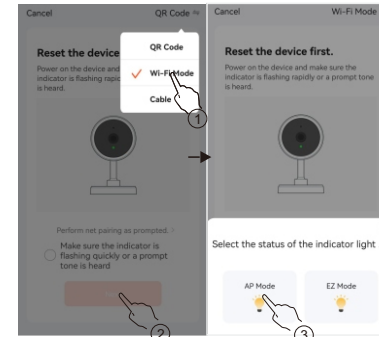 Cancel
QR Code
Reset the device
Power on the device and
indicator is flashing rapid
is heard.
QR Code
Wi-Fi Mode
Cable
1
Perform net pairing as prompted.
Make sure the indicator is
flashing quickly or a prompt
tone is heard
2
Cancel
Wi-Fi Mode
Reset the device first.
Power on the device and make sure the
indicator is flashing rapidly or a prompt tone
is heard.
Select the status of the indicator light
AP Mode
EZ Mode
3